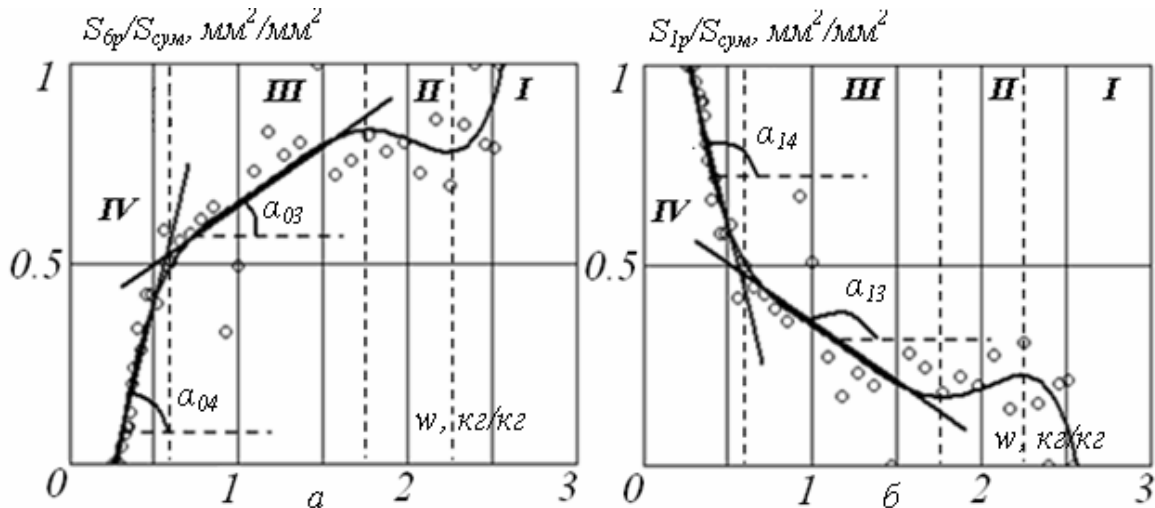 S₆ₚ/Sсум, мм²/мм²
1
III
II
I
IV
α₀₃
0.5
α₀₄
w, кг/кг
0
1
2
3
а
S₁ₚ/Sсум, мм²/мм²
1
III
II
I
α₁₄
IV
0.5
α₁₃
w, кг/кг
0
1
2
3
б